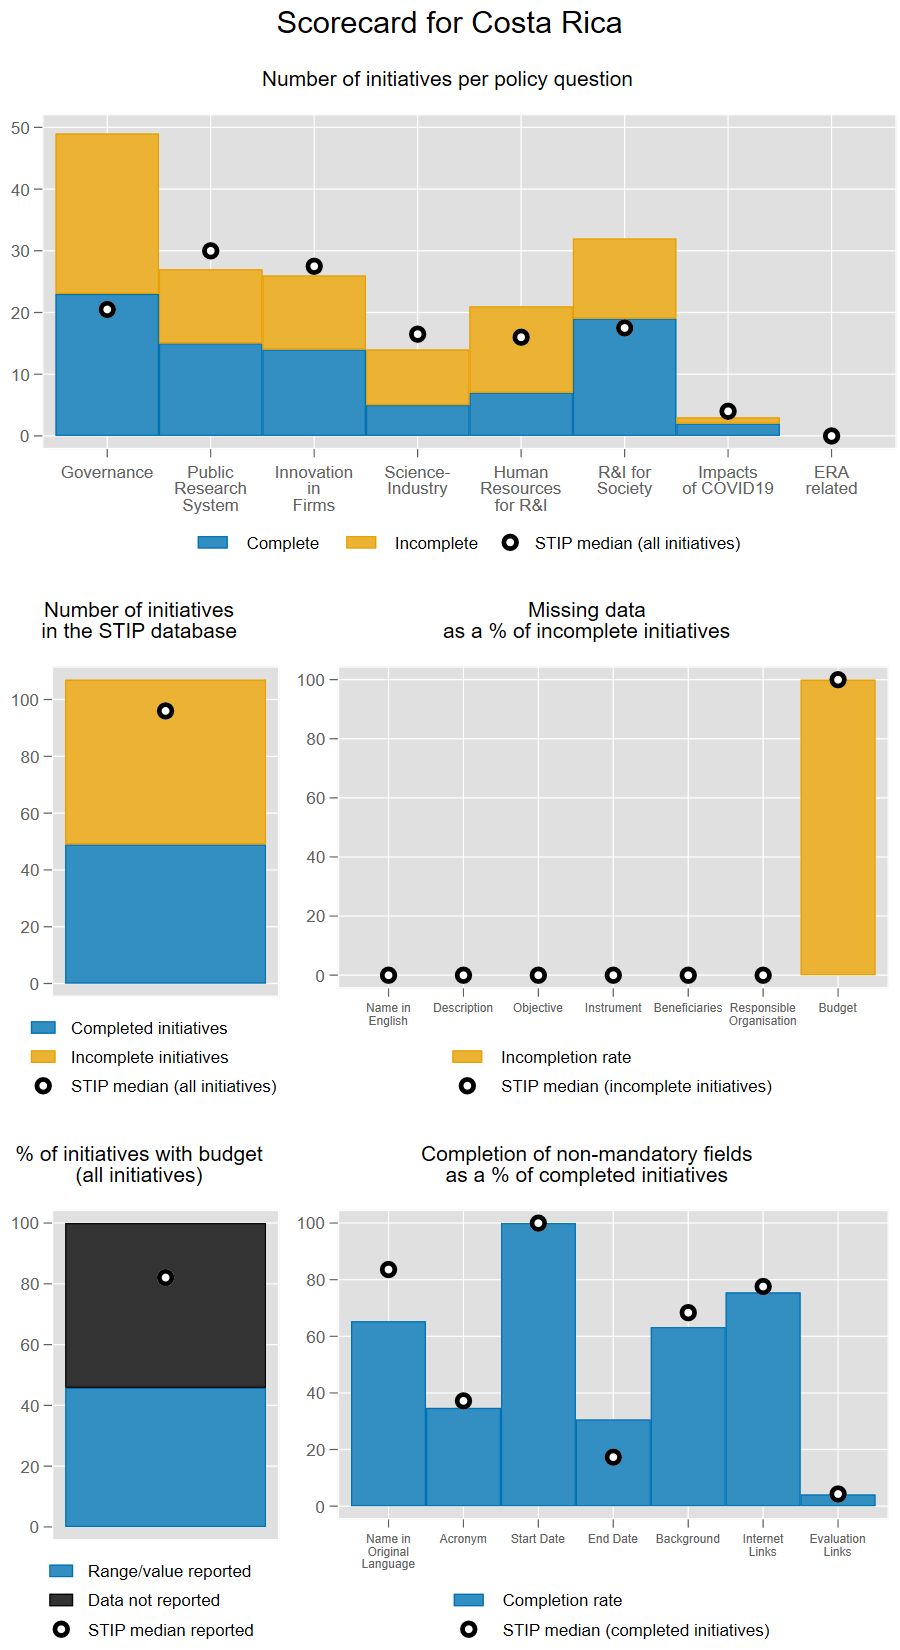 Scorecard for Costa Rica
Number of initiatives per policy question
50
40
30
20
10
0
Governance
Public
Research
System
Innovation
in
Firms
Science-
Industry
Human
Resources
for R&I
R&I for
Society
Impacts
of COVID19
ERA
related
Complete
Incomplete
STIP median (all initiatives)
Number of initiatives
in the STIP database
100
80
60
40
20
0
Completed initiatives
Incomplete initiatives
STIP median (all initiatives)
Missing data
as a % of incomplete initiatives
100
80
60
40
20
0
Name in
English
Description
Objective
Instrument
Beneficiaries
Responsible
Organisation
Budget
Incompletion rate
STIP median (incomplete initiatives)
% of initiatives with budget
(all initiatives)
100
80
60
40
20
0
Range/value reported
Data not reported
STIP median reported
Completion of non-mandatory fields
as a % of completed initiatives
100
80
60
40
20
0
Name in
Original
Language
Acronym
Start Date
End Date
Background
Internet
Links
Evaluation
Links
Completion rate
STIP median (completed initiatives)